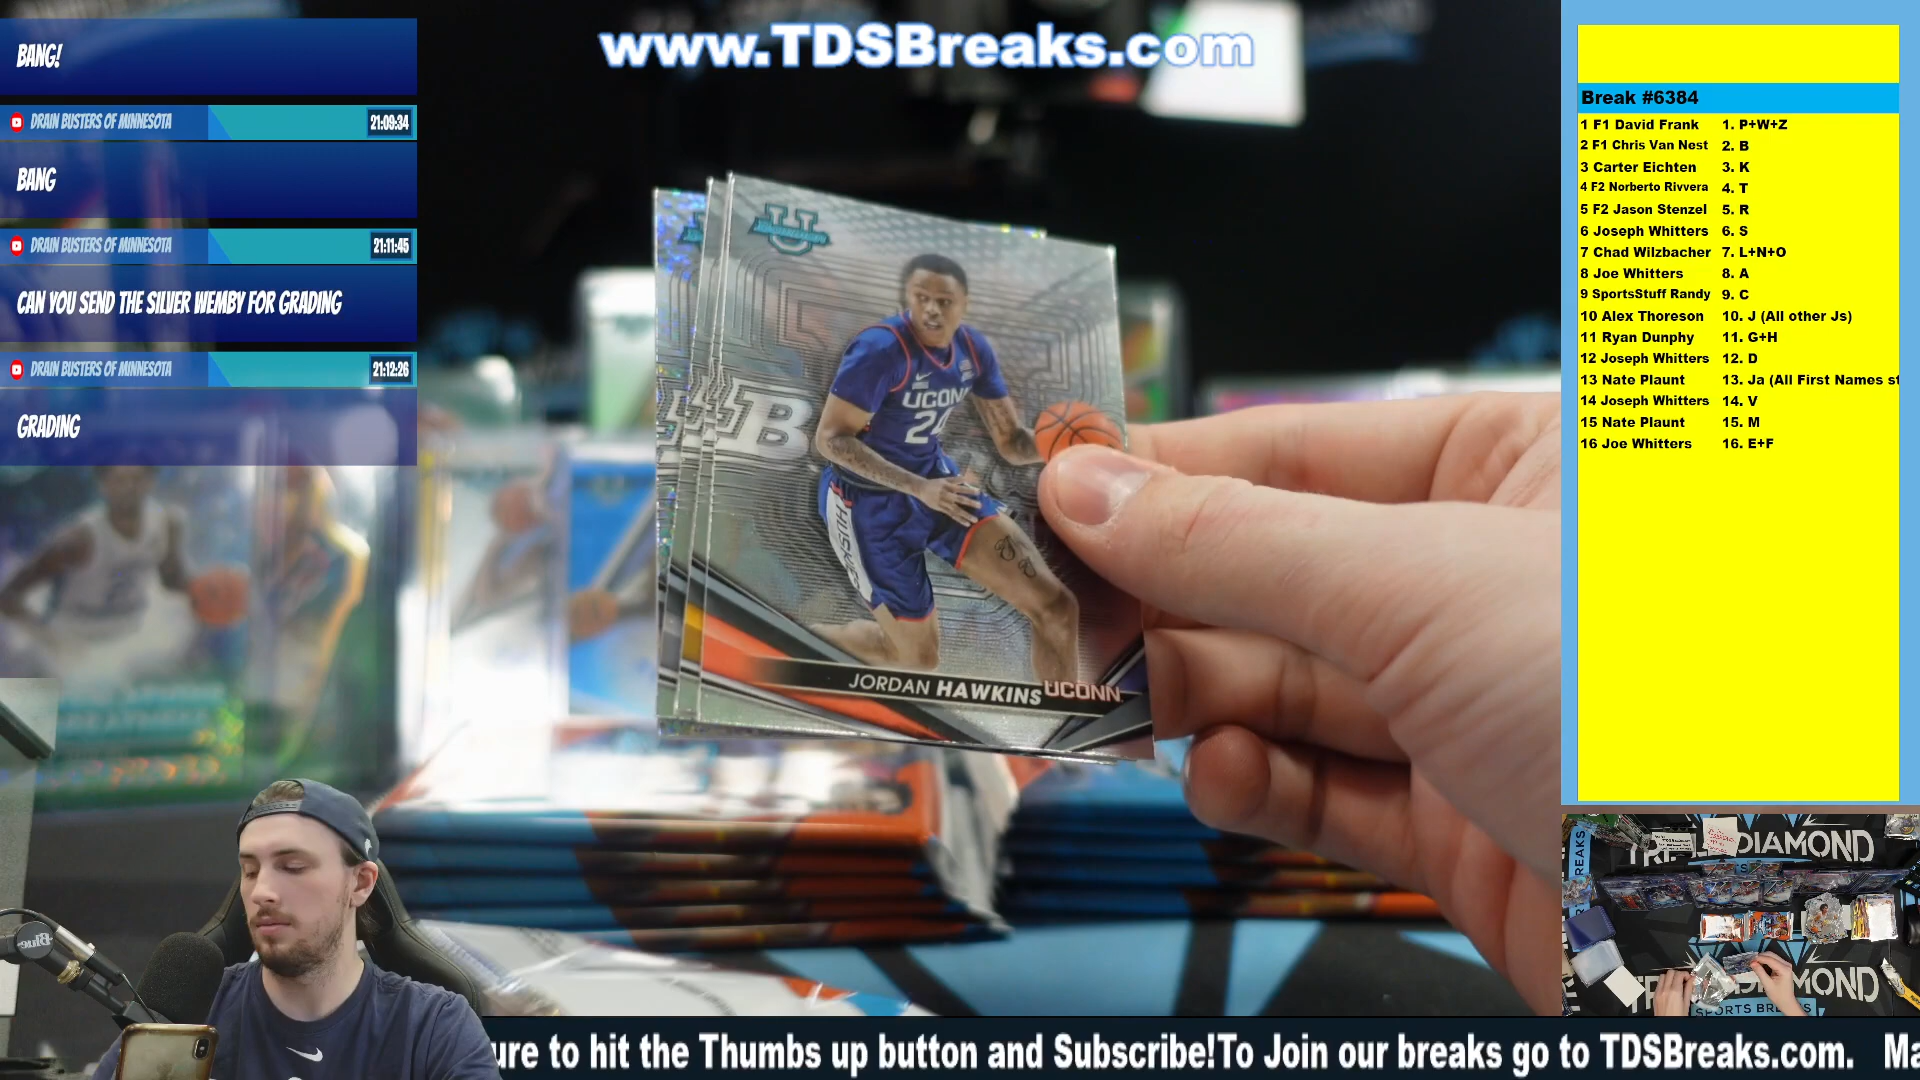 www.TDSBreaks.com
BANG!
DRAIN BUSTERS OF MINNESOTA 21:09:34
BANG
DRAIN BUSTERS OF MINNESOTA 21:11:45
CAN YOU SEND THE SILVER WEMBY FOR GRADING
DRAIN BUSTERS OF MINNESOTA 21:12:26
GRADING
UCONN
24
HUSKIES
JORDAN HAWKINS UCONN
Break #6384
1 F1 David Frank 1. P+W+Z
2 F1 Chris Van Nest 2. B
3 Carter Eichten 3. K
4 F2 Norberto Rivvera 4. T
5 F2 Jason Stenzel 5. R
6 Joseph Whitters 6. S
7 Chad Wilzbacher 7. L+N+O
8 Joe Whitters 8. A
9 SportsStuff Randy 9. C
10 Alex Thoreson 10. J (All other Js)
11 Ryan Dunphy 11. G+H
12 Joseph Whitters 12. D
13 Nate Plaunt 13. Ja (All First Names st
14 Joseph Whitters 14. V
15 Nate Plaunt 15. M
16 Joe Whitters 16. E+F
BREAKS
DIAMOND
DIAMOND
SPORTS BREAKS
Blue
ure to hit the Thumbs up button and Subscribe!To Join our breaks go to TDSBreaks.com. Ma